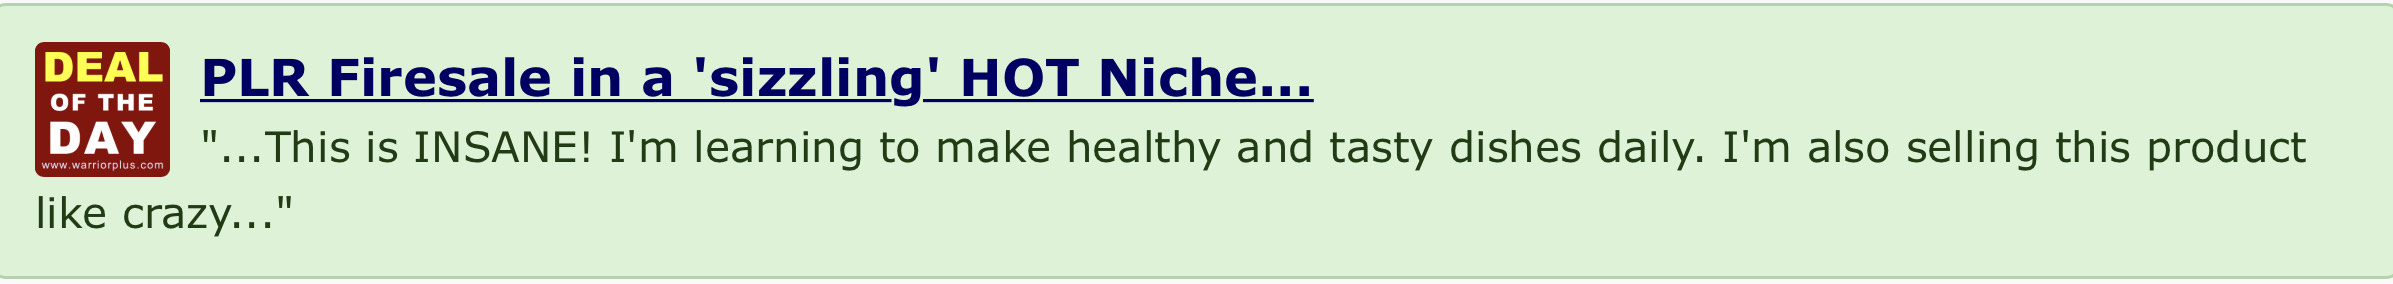 DEAL
OF THE
DAY
www.warriorplus.com
PLR Firesale in a 'sizzling' HOT Niche...
"...This is INSANE! I'm learning to make healthy and tasty dishes daily. I'm also selling this product
like crazy..."